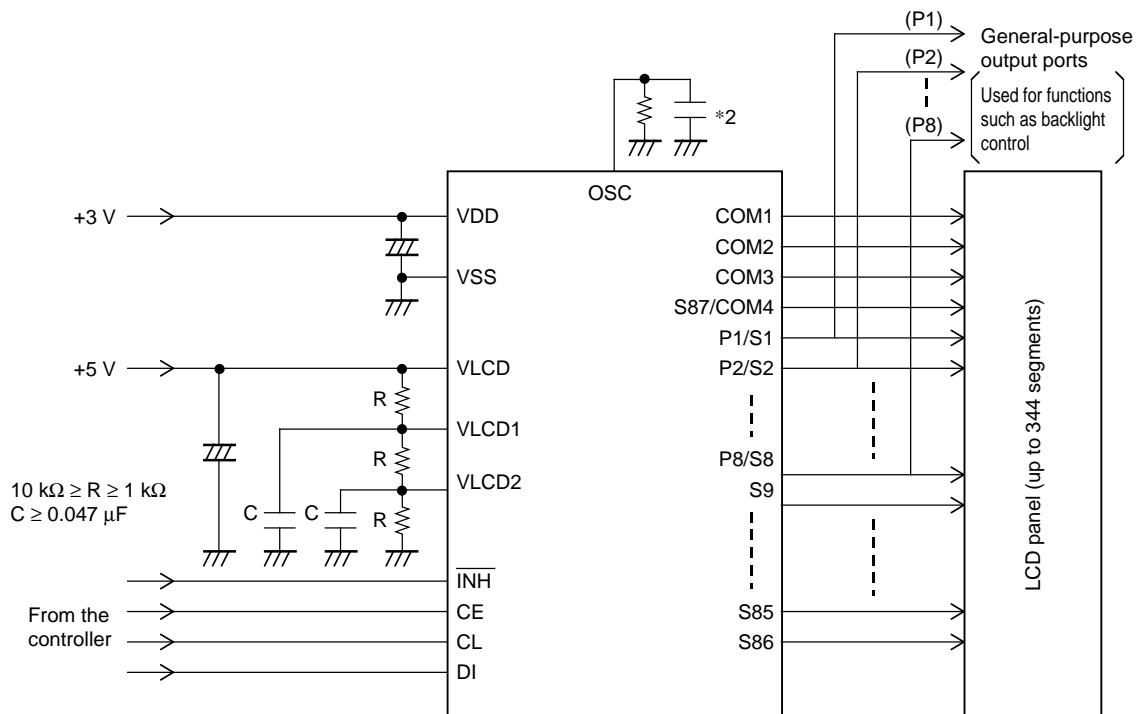 (P1)
General-purpose
output ports
(P2)
Used for functions
such as backlight
control
(P8)
*2
OSC
+3 V
VDD
VSS
+5 V
VLCD
R
VLCD1
R
VLCD2
R
C
C
10 kΩ ≥ R ≥ 1 kΩ
C ≥ 0.047 μF
INH
From the
controller
CE
CL
DI
COM1
COM2
COM3
S87/COM4
P1/S1
P2/S2
P8/S8
S9
S85
S86
LCD panel (up to 344 segments)